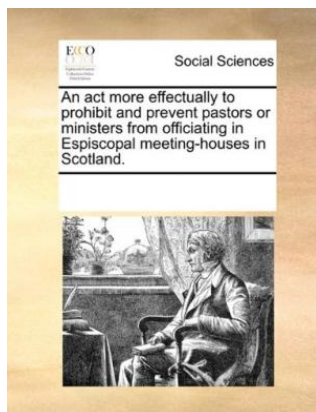 ECCO
Social Sciences
An act more effectually to
prohibit and prevent pastors or
ministers from officiating in
Espiscopal meeting-houses in
Scotland.